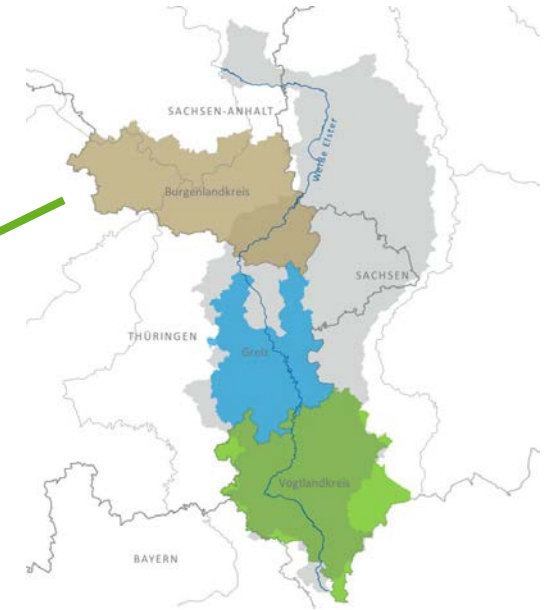 SACHSEN-ANHALT
Weiße Elster
Burgenlandkreis
SACHSEN
THÜRINGEN
Greiz
Vogtlandkreis
BAYERN